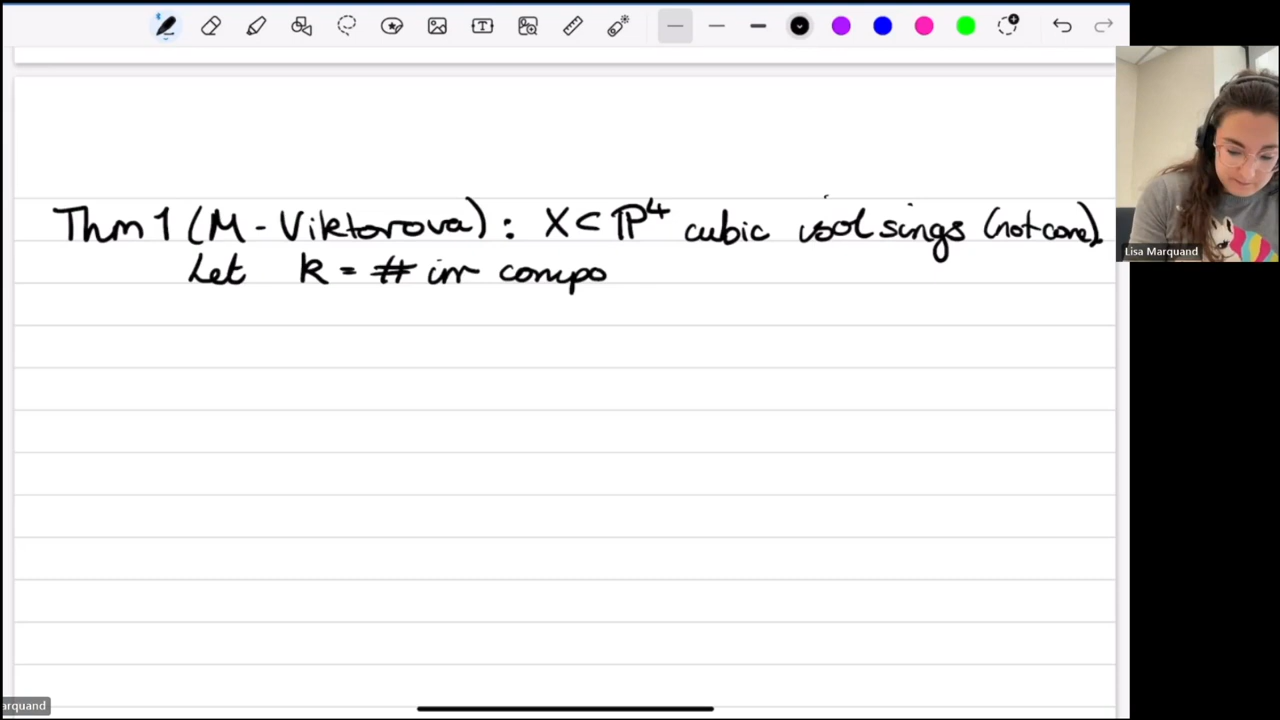 Thm 1 (M - Viktorova) : X ⊂ ℙ⁴ cubic isol sings (not cone).
Let k = # irr compo
Lisa Marquand
arquand